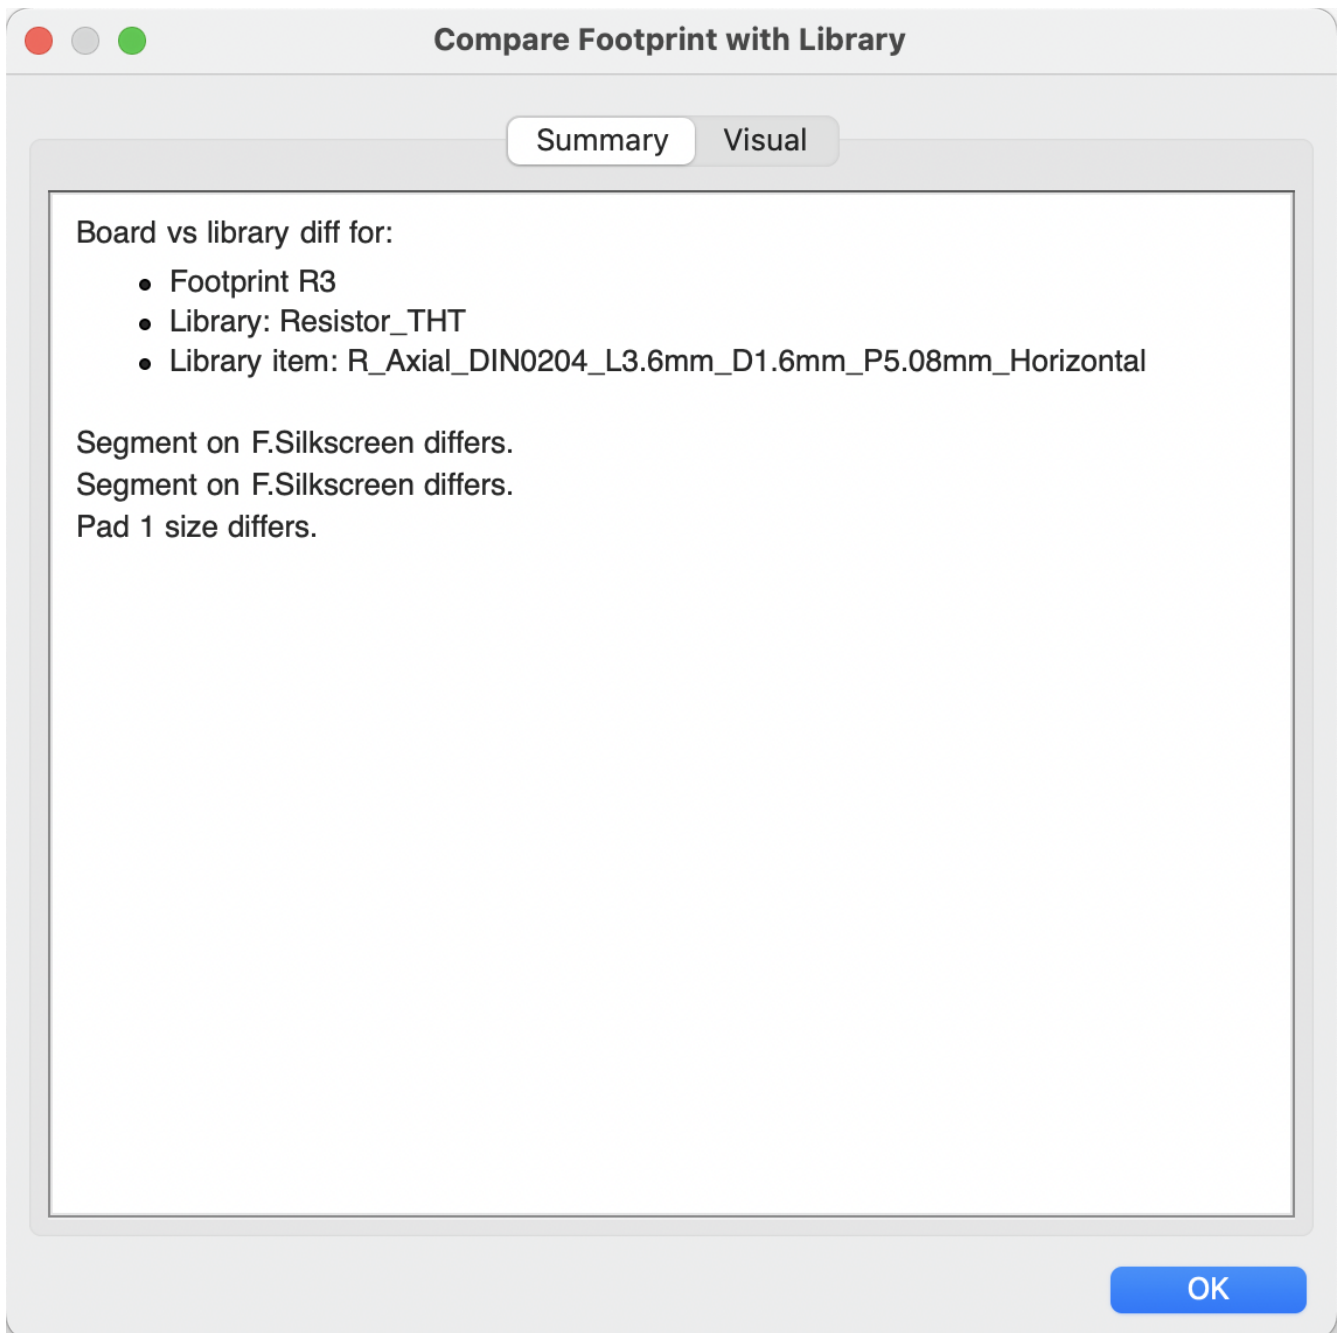 Compare Footprint with Library
Summary
Visual
Board vs library diff for:
• Footprint R3
• Library: Resistor_THT
• Library item: R_Axial_DIN0204_L3.6mm_D1.6mm_P5.08mm_Horizontal
Segment on F.Silkscreen differs.
Segment on F.Silkscreen differs.
Pad 1 size differs.
OK